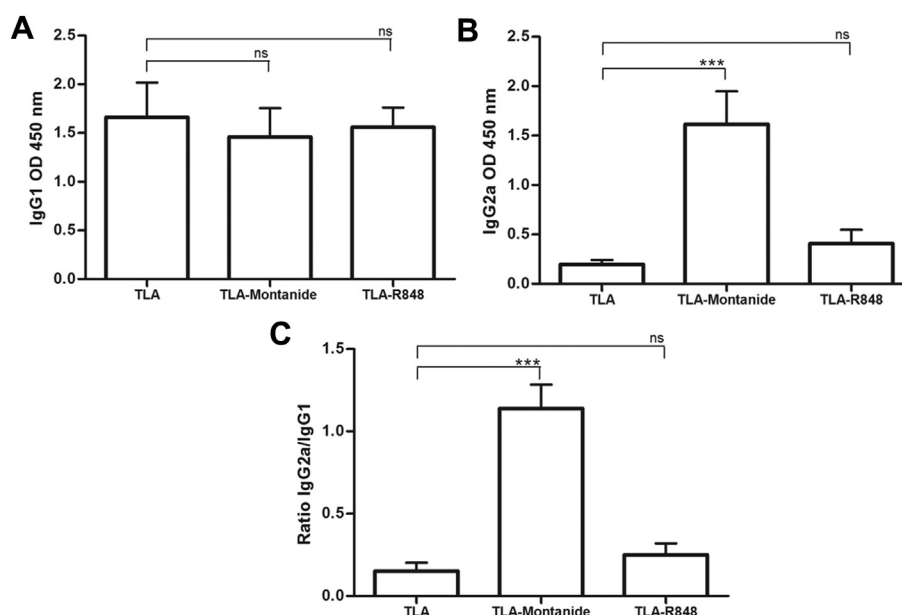 A
IgG1 OD 450 nm
2.5
2.0
1.5
1.0
0.5
0.0
ns
ns
TLA
TLA-Montanide
TLA-R848
B
IgG2a OD 450 nm
2.5
2.0
1.5
1.0
0.5
0.0
ns
***
TLA
TLA-Montanide
TLA-R848
C
Ratio IgG2a/IgG1
1.5
1.0
0.5
0.0
ns
***
TLA
TLA-Montanide
TLA-R848